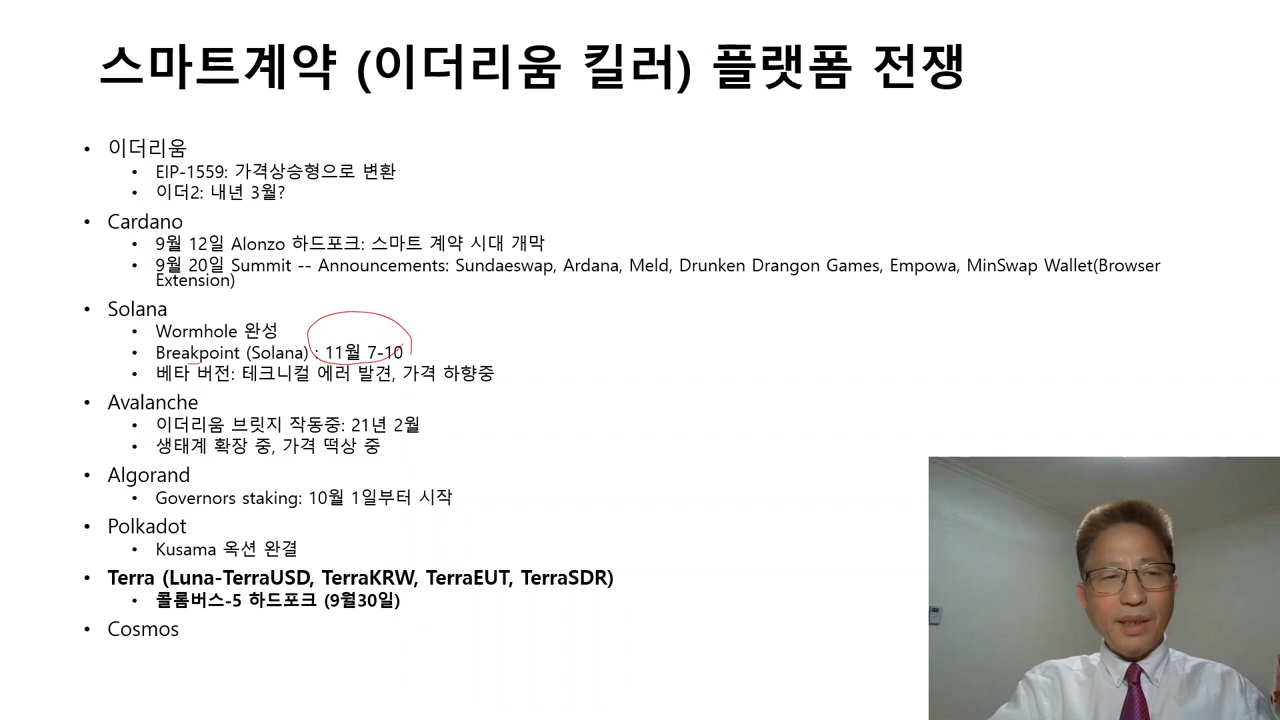 스마트계약 (이더리움 킬러) 플랫폼 전쟁
• 이더리움
• EIP-1559: 가격상승형으로 변환
• 이더2: 내년 3월?
• Cardano
• 9월 12일 Alonzo 하드포크: 스마트 계약 시대 개막
• 9월 20일 Summit -- Announcements: Sundaeswap, Ardana, Meld, Drunken Drangon Games, Empowa, MinSwap Wallet(Browser
Extension)
• Solana
• Wormhole 완성
• Breakpoint (Solana) : 11월 7-10
• 베타 버전: 테크니컬 에러 발견, 가격 하향중
• Avalanche
• 이더리움 브릿지 작동중: 21년 2월
• 생태계 확장 중, 가격 떡상 중
• Algorand
• Governors staking: 10월 1일부터 시작
• Polkadot
• Kusama 옥션 완결
• Terra (Luna-TerraUSD, TerraKRW, TerraEUT, TerraSDR)
• 콜롬버스-5 하드포크 (9월30일)
• Cosmos